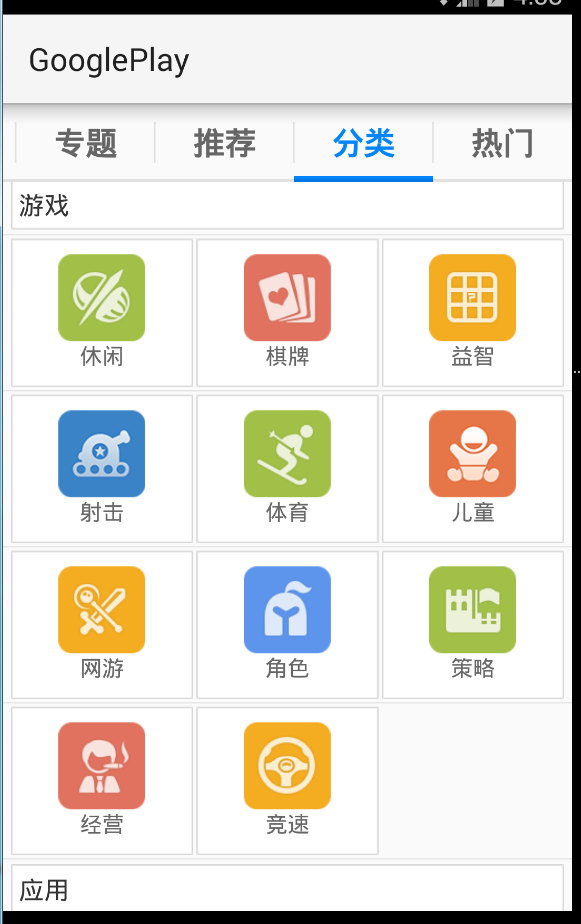 GooglePlay
专题 推荐 分类 热门
游戏
休闲 棋牌 益智
射击 体育 儿童
网游 角色 策略
经营 竞速
应用